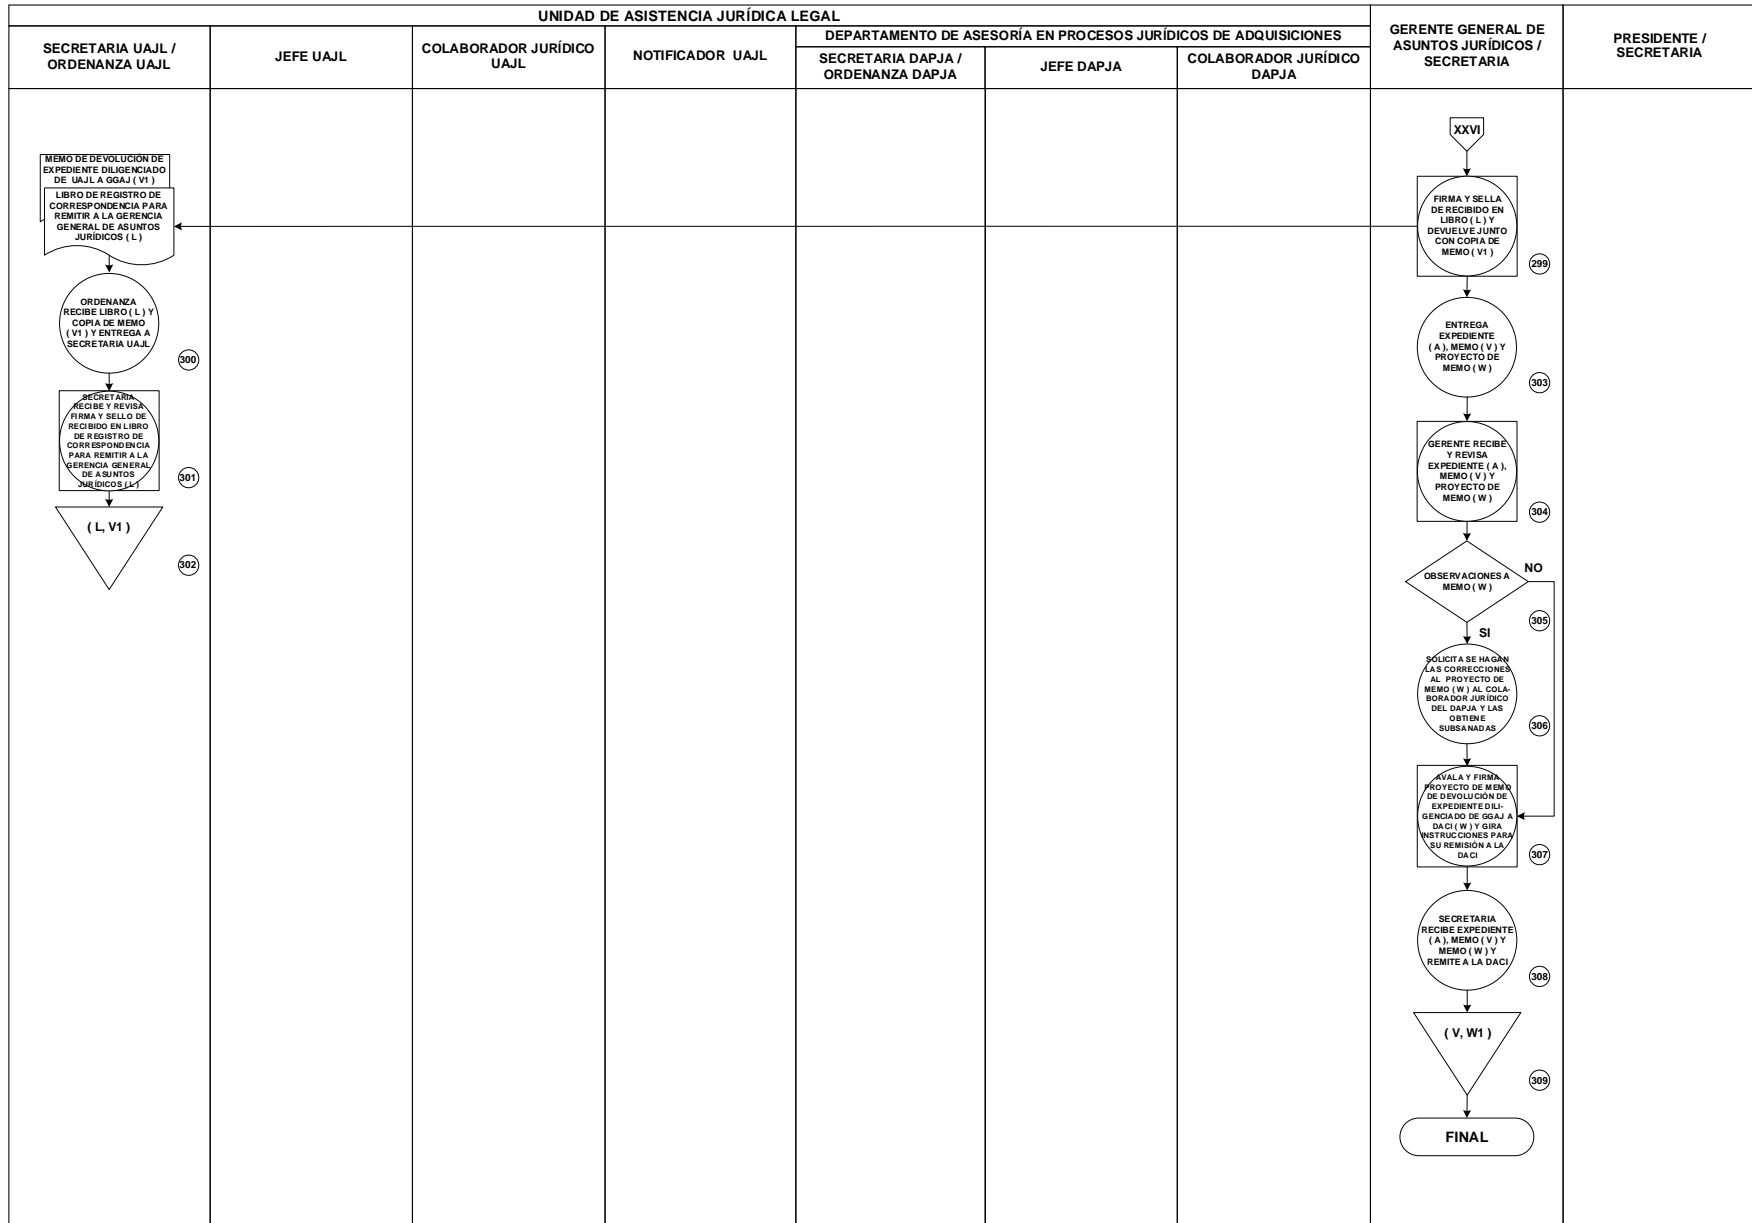 UNIDAD DE ASISTENCIA JURÍDICA LEGAL
SECRETARIA UAJL /
ORDENANZA UAJL
JEFE UAJL
COLABORADOR JURÍDICO
UAJL
NOTIFICADOR UAJL
DEPARTAMENTO DE ASESORÍA EN PROCESOS JURÍDICOS DE ADQUISICIONES
SECRETARIA DAPJA /
ORDENANZA DAPJA
JEFE DAPJA
COLABORADOR JURÍDICO
DAPJA
GERENTE GENERAL DE
ASUNTOS JURÍDICOS /
SECRETARIA
PRESIDENTE /
SECRETARIA
MEMO DE DEVOLUCIÓN DE
EXPEDIENTE DILIGENCIADO
DE UAJL A GGAJ ( V1 )
LIBRO DE REGISTRO DE
CORRESPONDENCIA PARA
REMITIR A LA GERENCIA
GENERAL DE ASUNTOS
JURÍDICOS ( L )
ORDENANZA
RECIBE LIBRO ( L ) Y
COPIA DE MEMO
( V1 ) Y ENTREGA A
SECRETARIA UAJL
300
SECRETARIA
RECIBE Y REVISA
FIRMA Y SELLO DE
RECIBIDO EN LIBRO
DE REGISTRO DE
CORRESPONDENCIA
PARA REMITIR A LA
GERENCIA GENERAL
DE ASUNTOS
JURÍDICOS ( L )
301
( L, V1 )
302
XXVI
FIRMA Y SELLA
DE RECIBIDO EN
LIBRO ( L ) Y
DEVUELVE JUNTO
CON COPIA DE
MEMO ( V1 )
299
ENTREGA
EXPEDIENTE
( A ), MEMO ( V ) Y
PROYECTO DE
MEMO ( W )
303
GERENTE RECIBE
Y REVISA
EXPEDIENTE ( A ),
MEMO ( V ) Y
PROYECTO DE
MEMO ( W )
304
OBSERVACIONES A
MEMO ( W )
NO
305
SI
SOLICITA SE HAGAN
LAS CORRECCIONES
AL PROYECTO DE
MEMO ( W ) AL COLA-
BORADOR JURÍDICO
DEL DAPJA Y LAS
OBTIENE
SUBSANADAS
306
AVALA Y FIRMA
PROYECTO DE MEMO
DE DEVOLUCIÓN DE
EXPEDIENTE DILI-
GENCIADO DE GGAJ A
DACI ( W ) Y GIRA
INSTRUCCIONES PARA
SU REMISIÓN A LA
DACI
307
SECRETARIA
RECIBE EXPEDIENTE
( A ), MEMO ( V ) Y
MEMO ( W ) Y
REMITE A LA DACI
308
( V, W1 )
309
FINAL